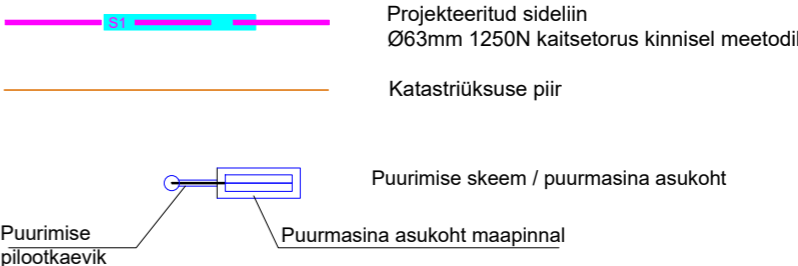 S1
Projekteeritud sideliin
Ø63mm 1250N kaitsetorus kinnisel meetodil
Katastriüksuse piir
Puurimise skeem / puurmasina asukoht
Puurimise
pilootkaevik
Puurmasina asukoht maapinnal